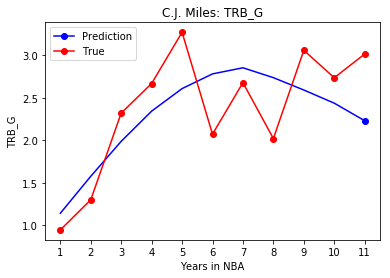 C.J. Miles: TRB_G
Prediction
True
TRB_G
3.0
2.5
2.0
1.5
1.0
1 2 3 4 5 6 7 8 9 10 11
Years in NBA